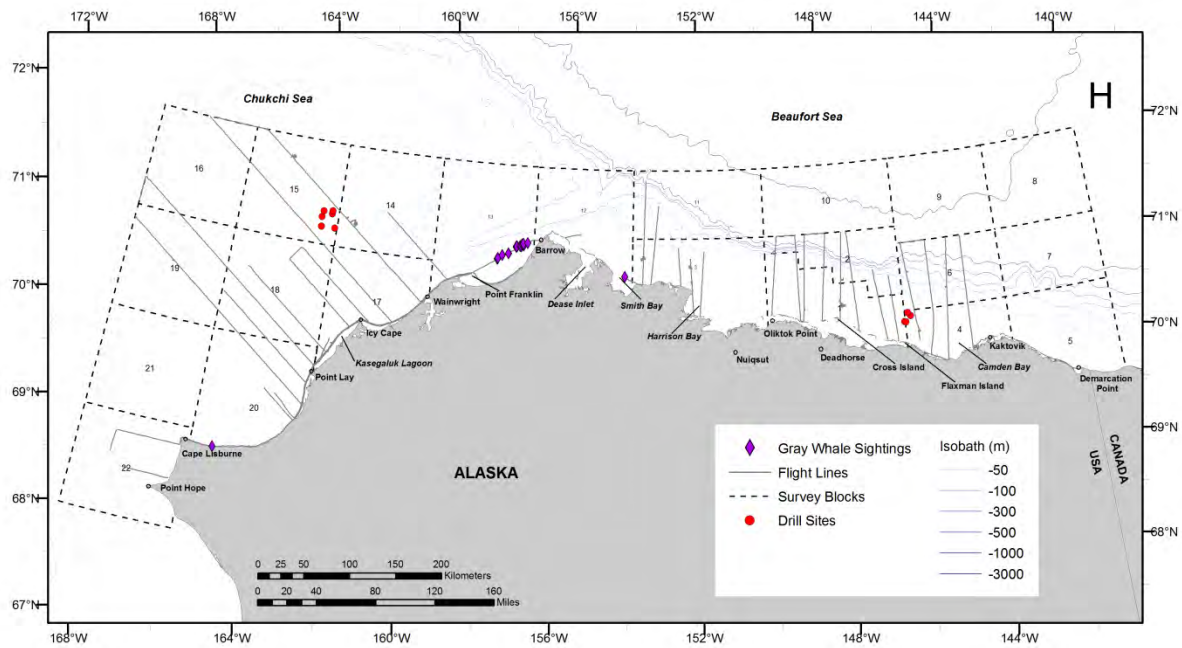 172°W
168°W
164°W
160°W
156°W
152°W
148°W
144°W
140°W
72°N
71°N
70°N
69°N
68°N
67°N
72°N
71°N
70°N
69°N
68°N
168°W
164°W
160°W
156°W
152°W
148°W
144°W
H
Chukchi Sea
Beaufort Sea
16
15
14
19
18
17
21
20
22
10
9
8
2
6
7
4
5
Barrow
Point Franklin
Wainwright
Dease Inlet
Smith Bay
Icy Cape
Kasegaluk Lagoon
Harrison Bay
Oliktok Point
Nuiqsut
Deadhorse
Cross Island
Flaxman Island
Camden Bay
Kaktovik
Demarcation
Point
Point Lay
Cape Lisburne
Point Hope
ALASKA
CANADA
USA
Gray Whale Sightings
Flight Lines
Survey Blocks
Drill Sites
Isobath (m)
-50
-100
-300
-500
-1000
-3000
0 25 50 100 150 200
Kilometers
0 20 40 80 120 160
Miles